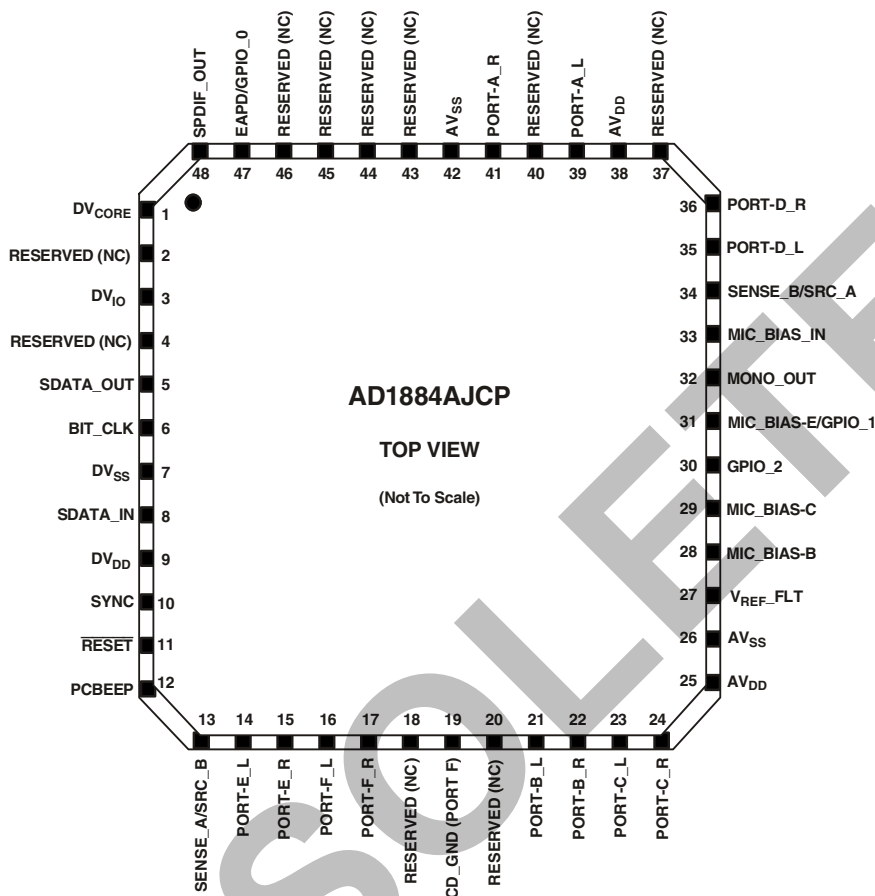 SPDIF_OUT
EAPD/GPIO_0
RESERVED (NC)
RESERVED (NC)
RESERVED (NC)
RESERVED (NC)
AVSS
PORT-A_R
RESERVED (NC)
PORT-A_L
AVDD
RESERVED (NC)
48 47 46 45 44 43 42 41 40 39 38 37
DVCORE 1
RESERVED (NC) 2
DVIO 3
RESERVED (NC) 4
SDATA_OUT 5
BIT_CLK 6
DVSS 7
SDATA_IN 8
DVDD 9
SYNC 10
RESET 11
PCBEEP 12
AD1884AJCP
TOP VIEW
(Not To Scale)
36 PORT-D_R
35 PORT-D_L
34 SENSE_B/SRC_A
33 MIC_BIAS_IN
32 MONO_OUT
31 MIC_BIAS-E/GPIO_1
30 GPIO_2
29 MIC_BIAS-C
28 MIC_BIAS-B
27 VREF_FLT
26 AVSS
25 AVDD
13 14 15 16 17 18 19 20 21 22 23 24
SENSE_A/SRC_B
PORT-E_L
PORT-E_R
PORT-F_L
PORT-F_R
RESERVED (NC)
CD_GND (PORT F)
RESERVED (NC)
PORT-B_L
PORT-B_R
PORT-C_L
PORT-C_R
SOLETE